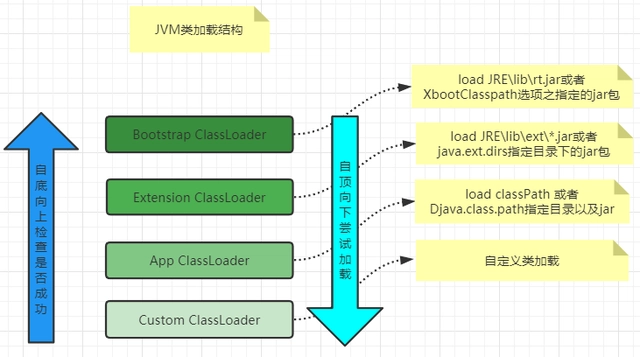 JVM类加载结构
load JRE\lib\rt.jar或者
XbootClasspath选项之指定的jar包
Bootstrap ClassLoader
load JRE\lib\ext\*.jar或者
java.ext.dirs指定目录下的jar包
Extension ClassLoader
load classPath 或者
Djava.class.path指定目录以及jar
App ClassLoader
自定义类加载
Custom ClassLoader
自底向上检查是否成功
自顶向下尝试加载